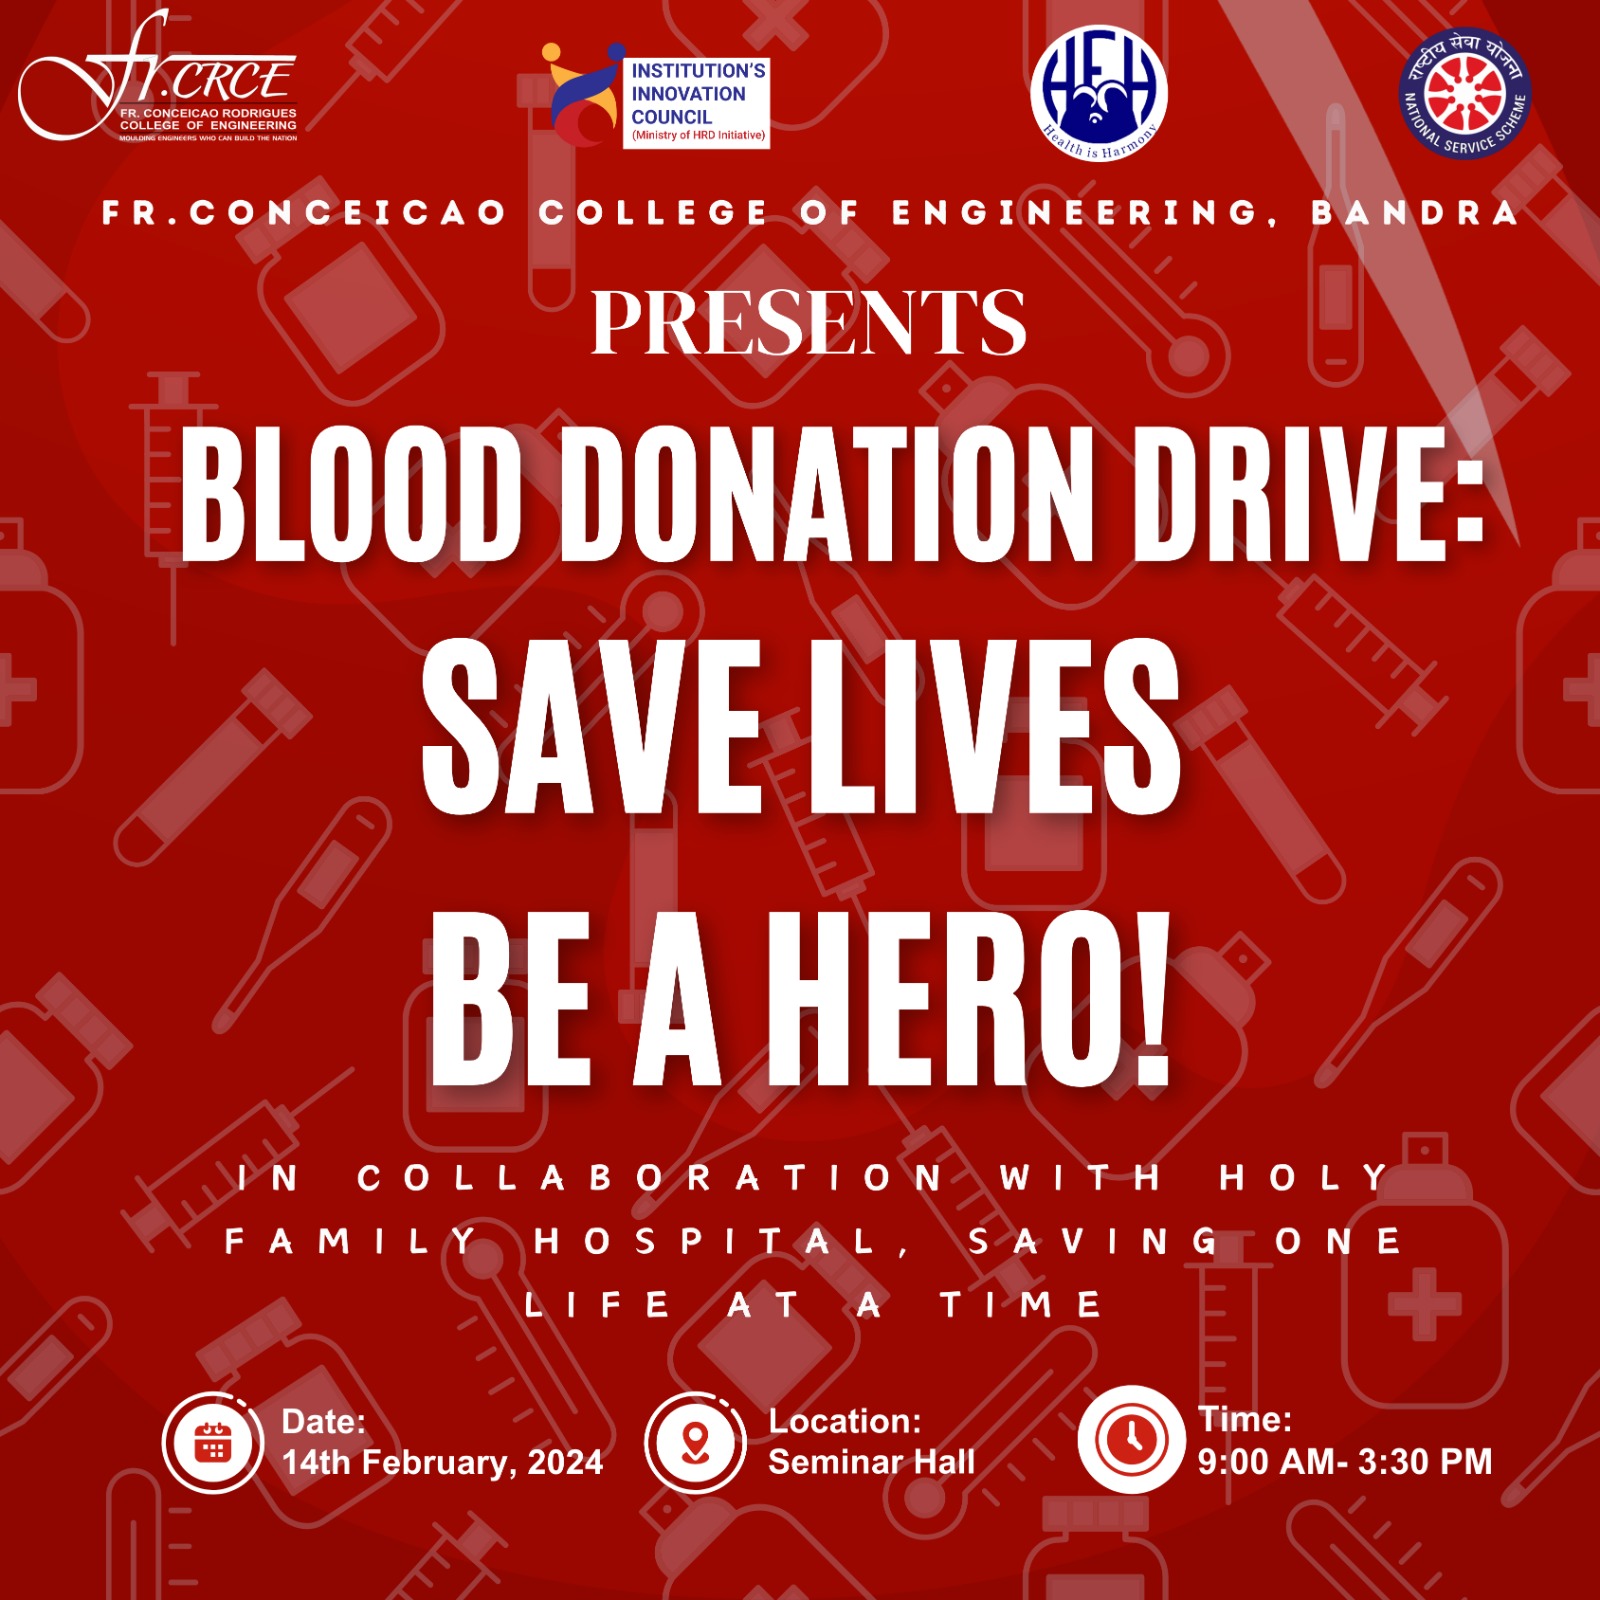 fr.CRCE
FR. CONCEICAO RODRIGUES
COLLEGE OF ENGINEERING
MOULDING ENGINEERS WHO CAN BUILD THE NATION
INSTITUTION'S
INNOVATION
COUNCIL
(Ministry of HRD Initiative)
HFH
Health is Harmony
राष्ट्रीय सेवा योजना
NATIONAL SERVICE SCHEME
FR.CONCEICAO COLLEGE OF ENGINEERING, BANDRA
PRESENTS
BLOOD DONATION DRIVE:
SAVE LIVES
BE A HERO!
IN COLLABORATION WITH HOLY
FAMILY HOSPITAL, SAVING ONE
LIFE AT A TIME
Date:
14th February, 2024
Location:
Seminar Hall
Time:
9:00 AM- 3:30 PM